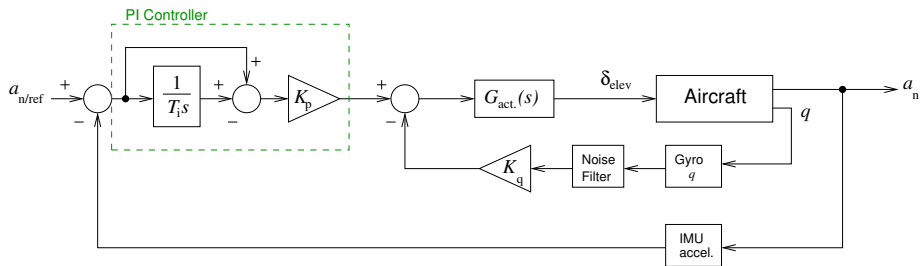 PI Controller
a_n/ref
+
−
1
T_i s
+
+
−
K_p
+
−
G_act.(s)
δ_elev
Aircraft
a_n
q
K_q
Noise
Filter
Gyro
q
IMU
accel.